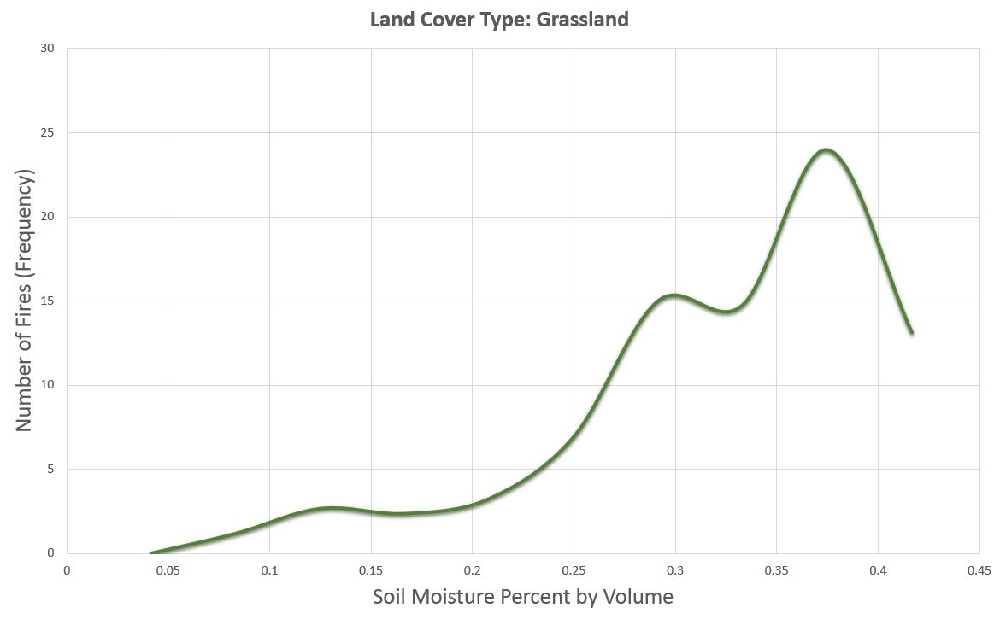 Land Cover Type: Grassland
Number of Fires (Frequency)
30
25
20
15
10
5
0
0 0.05 0.1 0.15 0.2 0.25 0.3 0.35 0.4 0.45
Soil Moisture Percent by Volume